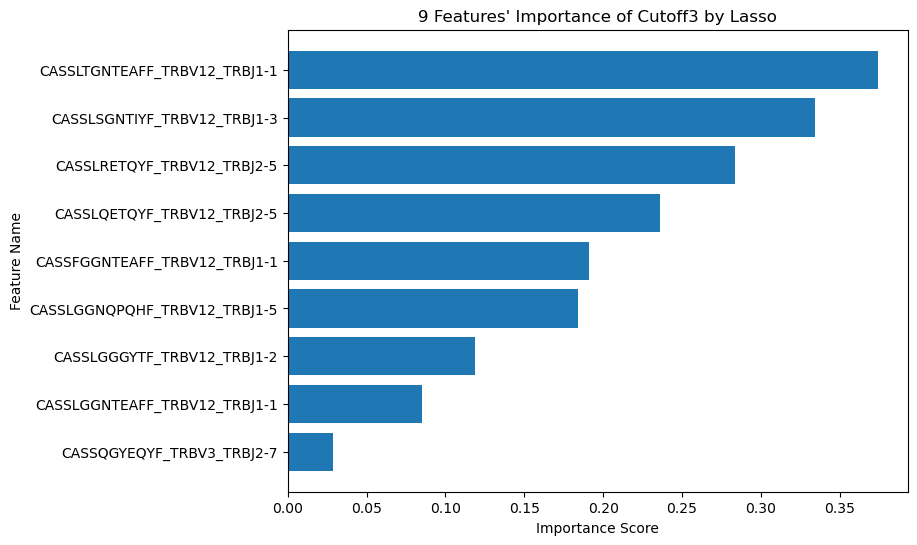 9 Features' Importance of Cutoff3 by Lasso
Feature Name
CASSLTGNTEAFF_TRBV12_TRBJ1-1
CASSLSGNTIYF_TRBV12_TRBJ1-3
CASSLRETQYF_TRBV12_TRBJ2-5
CASSLQETQYF_TRBV12_TRBJ2-5
CASSFGGNTEAFF_TRBV12_TRBJ1-1
CASSLGGNQPQHF_TRBV12_TRBJ1-5
CASSLGGGYTF_TRBV12_TRBJ1-2
CASSLGGNTEAFF_TRBV12_TRBJ1-1
CASSQGYEQYF_TRBV3_TRBJ2-7
0.00 0.05 0.10 0.15 0.20 0.25 0.30 0.35
Importance Score